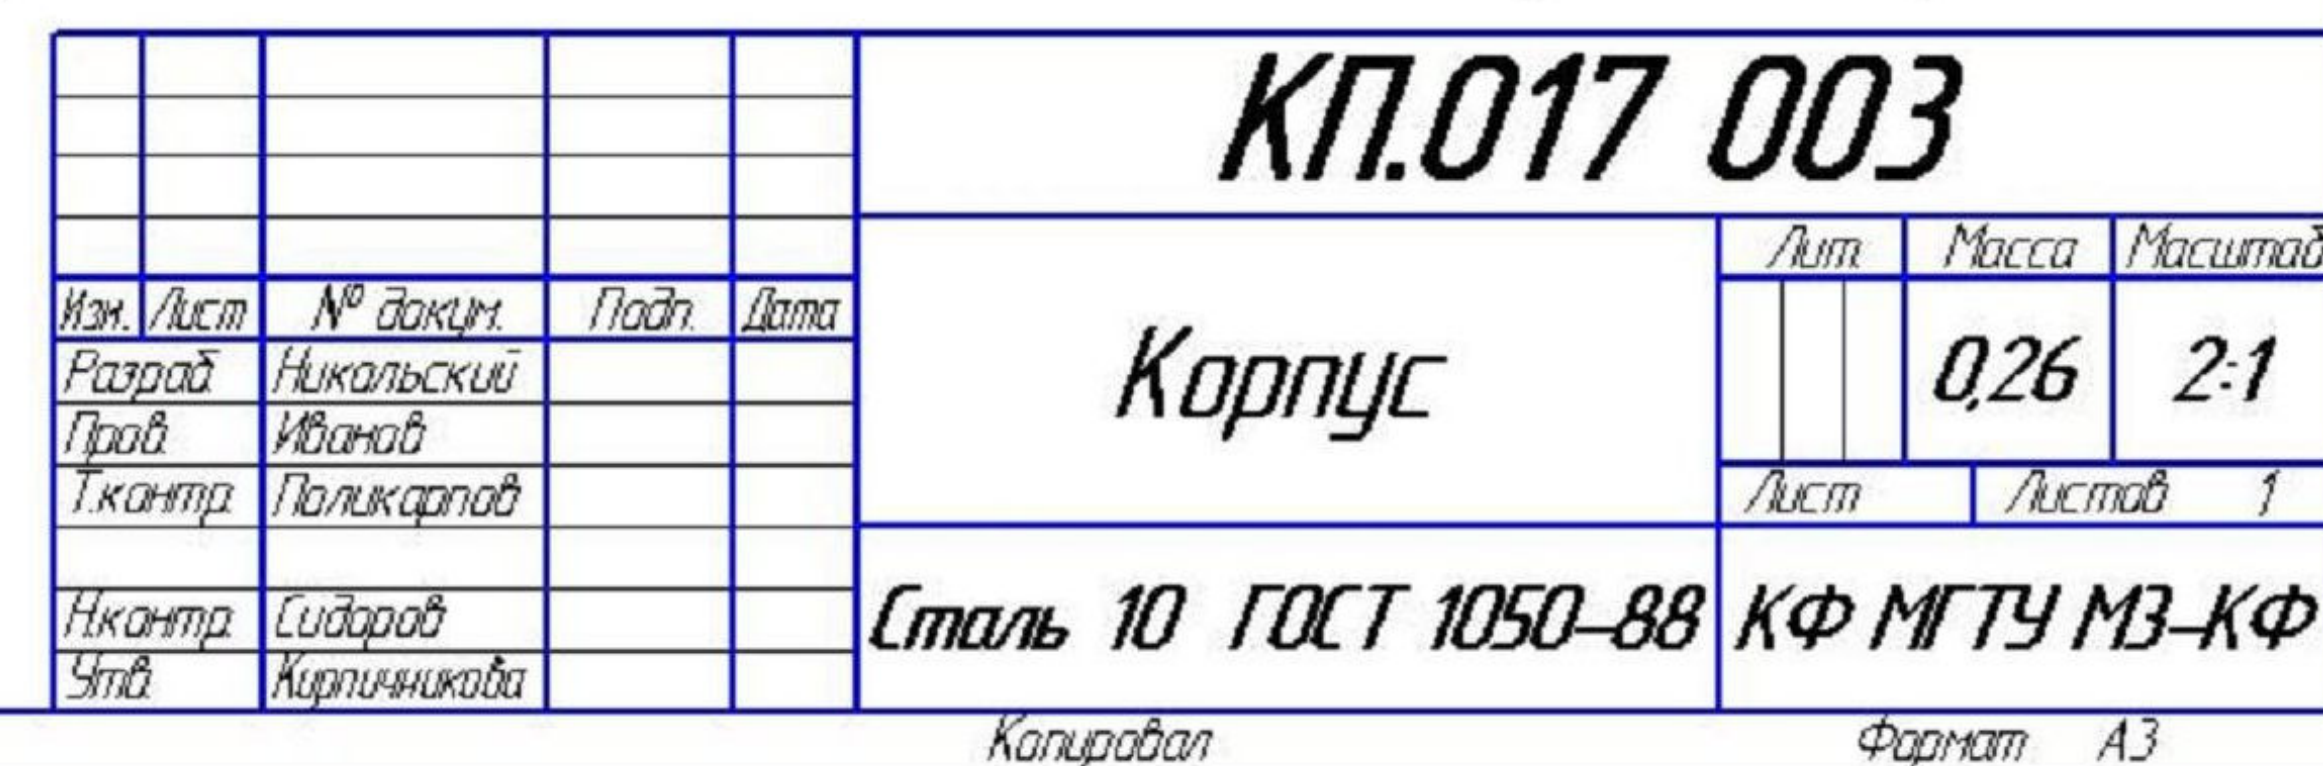 КП.017 003
Лит. Масса Масштаб
Изм. Лист № докум. Подп. Дата
Корпус
0,26 2:1
Разраб. Никольский
Пров. Иванов
Т.контр. Поликарпов
Лист Листов 1
Н.контр. Сидоров
Сталь 10 ГОСТ 1050-88
КФ МГТУ М3-КФ
Утв. Кирпичникова
Копировал Формат А3